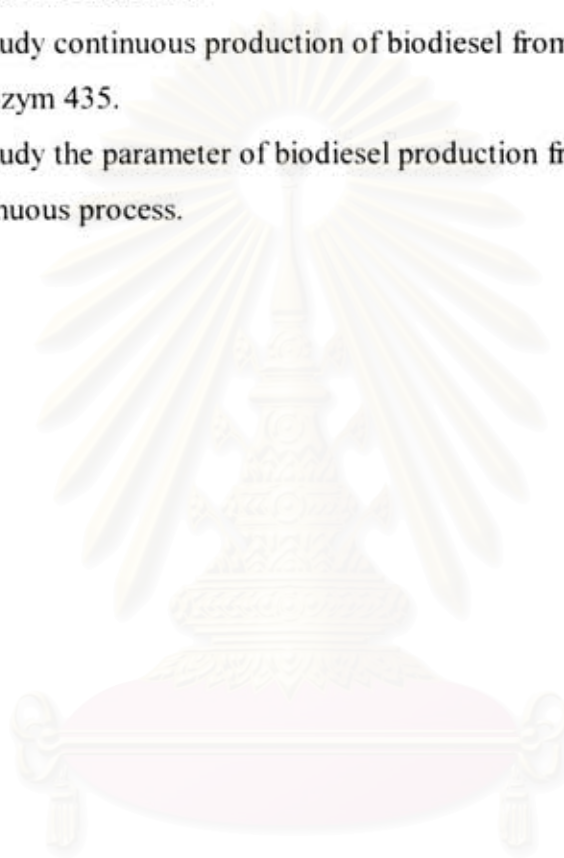 udy continuous production of biodiesel from
zym 435.
udy the parameter of biodiesel production fr
nuous process.